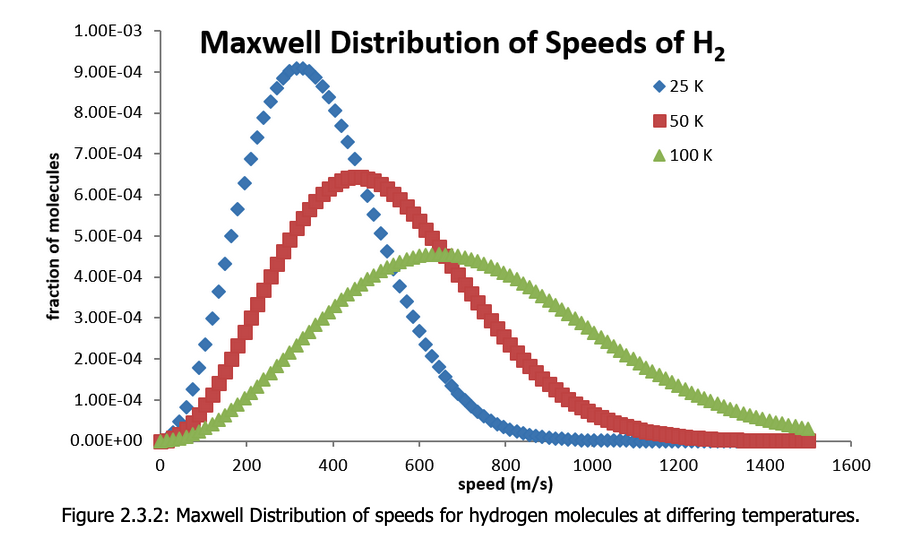 Maxwell Distribution of Speeds of H₂
1.00E-03
9.00E-04
8.00E-04
7.00E-04
6.00E-04
5.00E-04
4.00E-04
3.00E-04
2.00E-04
1.00E-04
0.00E+00
fraction of molecules
25 K
50 K
100 K
0 200 400 600 800 1000 1200 1400 1600
speed (m/s)
Figure 2.3.2: Maxwell Distribution of speeds for hydrogen molecules at differing temperatures.